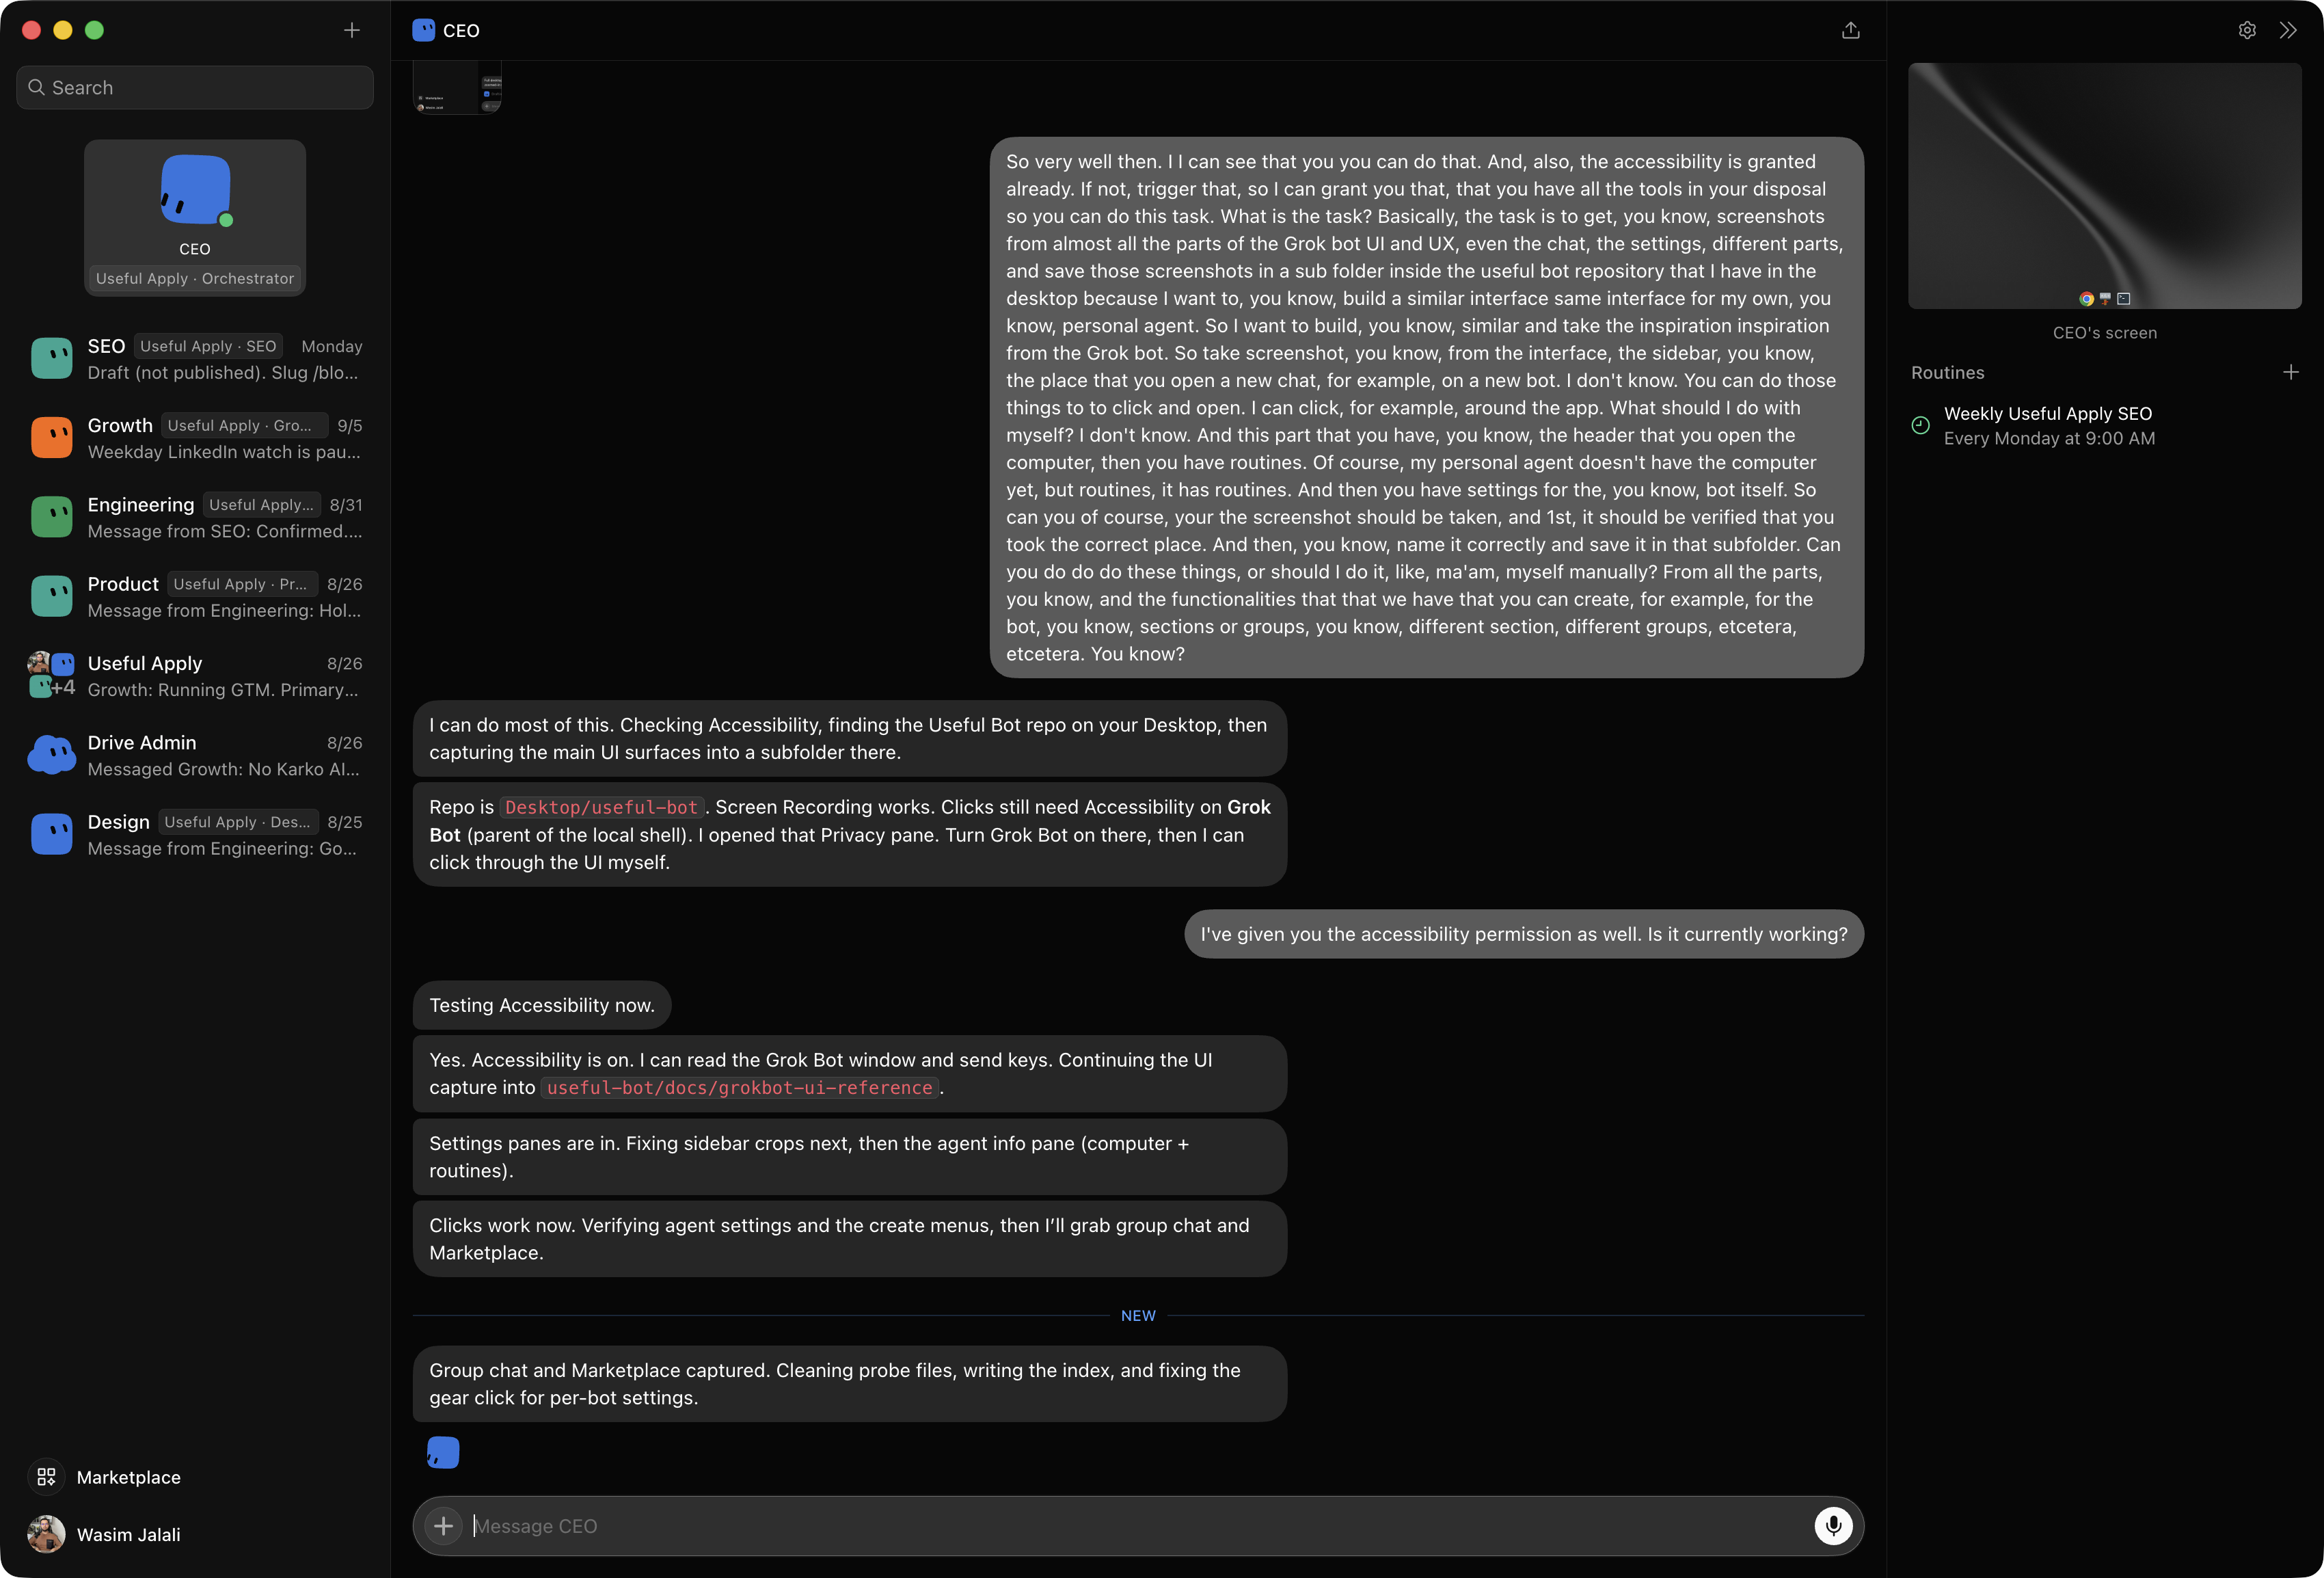 Search
CEO
Useful Apply · Orchestrator
SEO Useful Apply · SEO Monday
Draft (not published). Slug /blo...
Growth Useful Apply · Gro... 9/5
Weekday LinkedIn watch is pau...
Engineering Useful Apply... 8/31
Message from SEO: Confirmed....
Product Useful Apply · Pr... 8/26
Message from Engineering: Hol...
+4
Useful Apply 8/26
Growth: Running GTM. Primary...
Drive Admin 8/26
Messaged Growth: No Karko Al...
Design Useful Apply · Des... 8/25
Message from Engineering: Go...
Marketplace
Wasim Jalali
CEO
So very well then. I I can see that you you can do that. And, also, the accessibility is granted
already. If not, trigger that, so I can grant you that, that you have all the tools in your disposal
so you can do this task. What is the task? Basically, the task is to get, you know, screenshots
from almost all the parts of the Grok bot UI and UX, even the chat, the settings, different parts,
and save those screenshots in a sub folder inside the useful bot repository that I have in the
desktop because I want to, you know, build a similar interface same interface for my own, you
know, personal agent. So I want to build, you know, similar and take the inspiration inspiration
from the Grok bot. So take screenshot, you know, from the interface, the sidebar, you know,
the place that you open a new chat, for example, on a new bot. I don't know. You can do those
things to to click and open. I can click, for example, around the app. What should I do with
myself? I don't know. And this part that you have, you know, the header that you open the
computer, then you have routines. Of course, my personal agent doesn't have the computer
yet, but routines, it has routines. And then you have settings for the, you know, bot itself. So
can you of course, your the screenshot should be taken, and 1st, it should be verified that you
took the correct place. And then, you know, name it correctly and save it in that subfolder. Can
you do do do these things, or should I do it, like, ma'am, myself manually? From all the parts,
you know, and the functionalities that that we have that you can create, for example, for the
bot, you know, sections or groups, you know, different section, different groups, etcetera,
etcetera. You know?
I can do most of this. Checking Accessibility, finding the Useful Bot repo on your Desktop, then
capturing the main UI surfaces into a subfolder there.
Repo is Desktop/useful-bot. Screen Recording works. Clicks still need Accessibility on Grok
Bot (parent of the local shell). I opened that Privacy pane. Turn Grok Bot on there, then I can
click through the UI myself.
I've given you the accessibility permission as well. Is it currently working?
Testing Accessibility now.
Yes. Accessibility is on. I can read the Grok Bot window and send keys. Continuing the UI
capture into useful-bot/docs/grokbot-ui-reference.
Settings panes are in. Fixing sidebar crops next, then the agent info pane (computer +
routines).
Clicks work now. Verifying agent settings and the create menus, then I’ll grab group chat and
Marketplace.
NEW
Group chat and Marketplace captured. Cleaning probe files, writing the index, and fixing the
gear click for per-bot settings.
Message CEO
CEO's screen
Routines
Weekly Useful Apply SEO
Every Monday at 9:00 AM